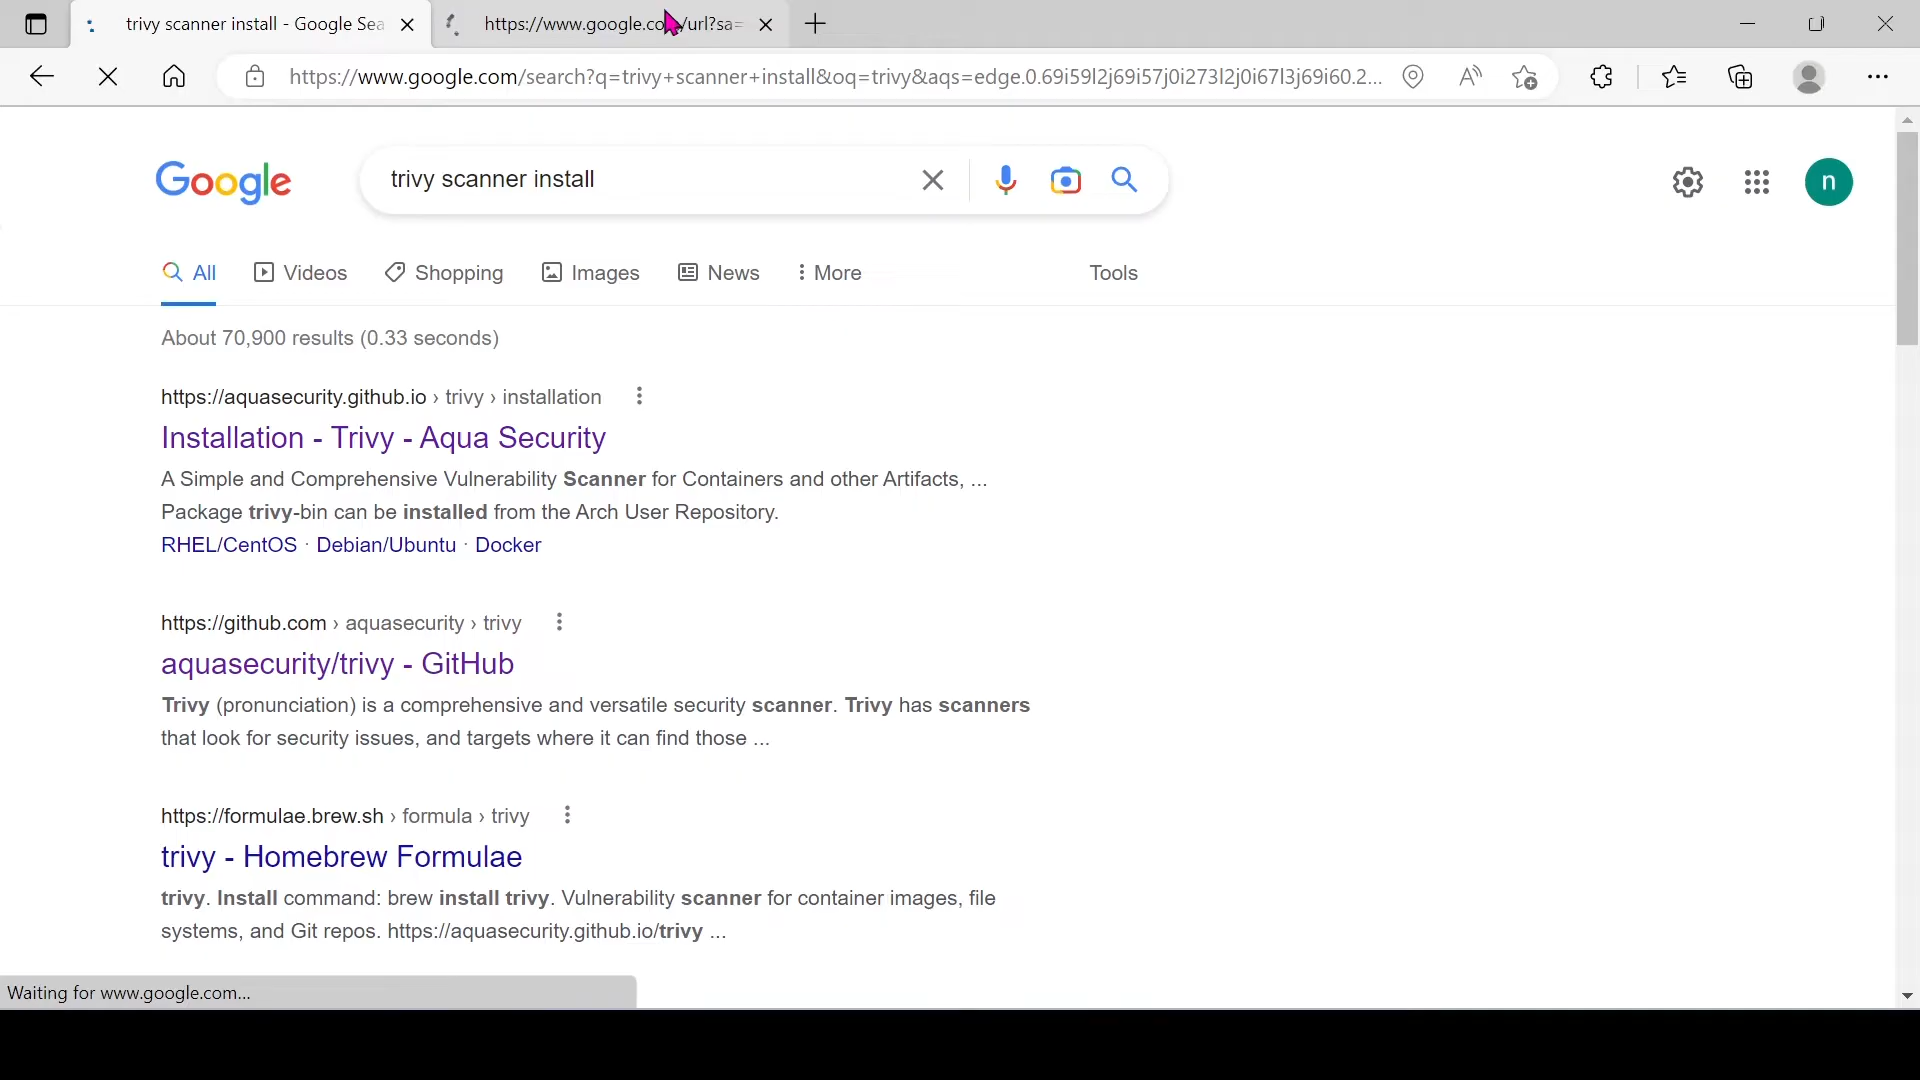 trivy scanner install - Google Sea
https://www.google.co /url?sa=
https://www.google.com/search?q=trivy+scanner+install&oq=trivy&aqs=edge.0.69i59l2j69i57j0i273l2j0i67l3j69i60.2...
Google
trivy scanner install
n
All
Videos
Shopping
Images
News
More
Tools
About 70,900 results (0.33 seconds)
https://aquasecurity.github.io › trivy › installation
Installation - Trivy - Aqua Security
A Simple and Comprehensive Vulnerability Scanner for Containers and other Artifacts, ...
Package trivy-bin can be installed from the Arch User Repository.
RHEL/CentOS · Debian/Ubuntu · Docker
https://github.com › aquasecurity › trivy
aquasecurity/trivy - GitHub
Trivy (pronunciation) is a comprehensive and versatile security scanner. Trivy has scanners
that look for security issues, and targets where it can find those ...
https://formulae.brew.sh › formula › trivy
trivy - Homebrew Formulae
trivy. Install command: brew install trivy. Vulnerability scanner for container images, file
systems, and Git repos. https://aquasecurity.github.io/trivy ...
Waiting for www.google.com...